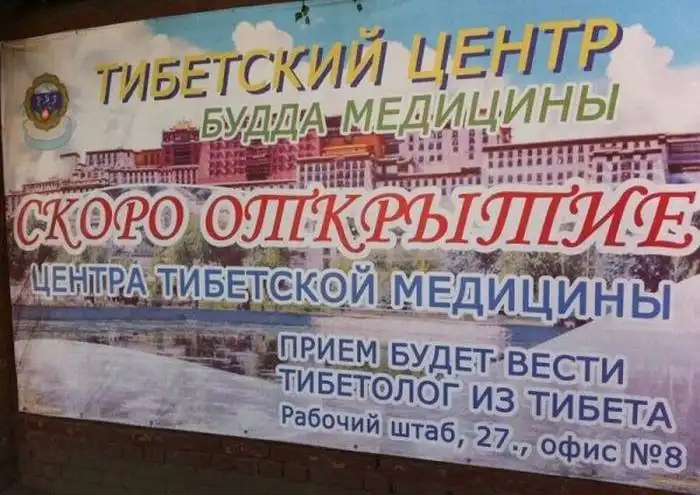 ТИБЕТСКИЙ ЦЕНТР
БУДДА МЕДИЦИНЫ
СКОРО ОТКРЫТИЕ
ЦЕНТРА ТИБЕТСКОЙ МЕДИЦИНЫ
ПРИЕМ БУДЕТ ВЕСТИ
ТИБЕТОЛОГ ИЗ ТИБЕТА
Рабочий штаб, 27., офис №8